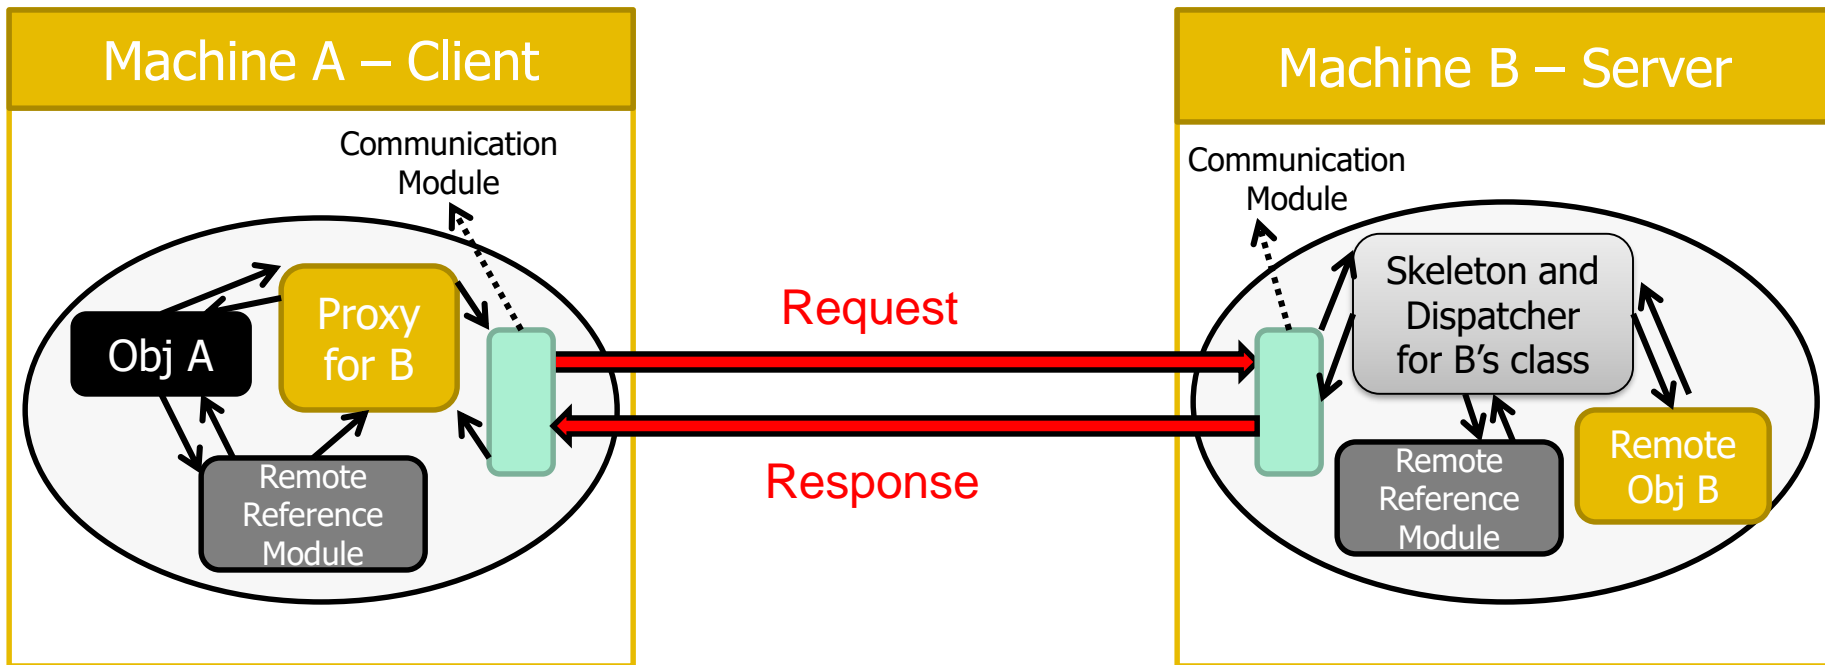 Machine A – Client
Communication
Module
Obj A
Proxy
for B
Remote
Reference
Module
Request
Response
Machine B – Server
Communication
Module
Skeleton and
Dispatcher
for B's class
Remote
Reference
Module
Remote
Obj B